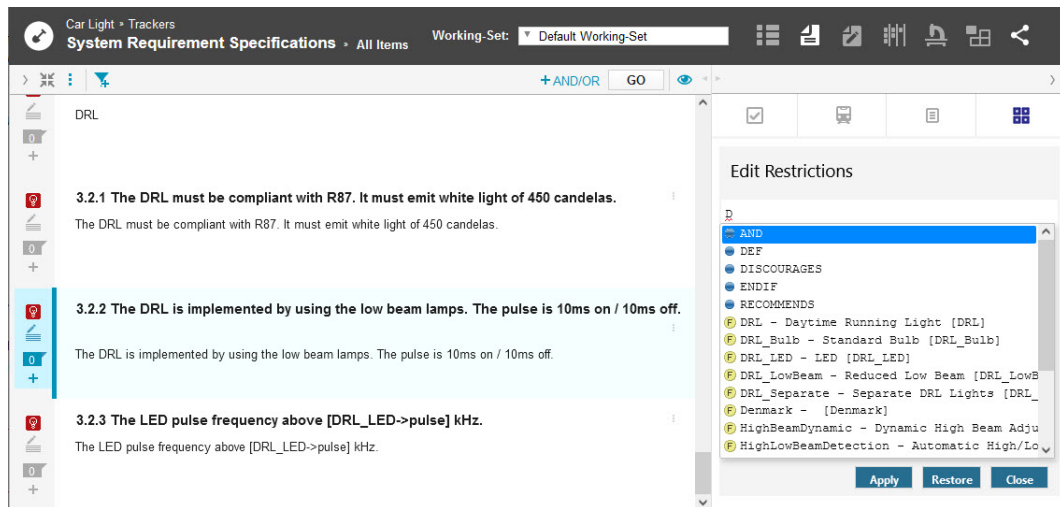 Car Light » Trackers
System Requirement Specifications » All Items
Working-Set: Default Working-Set
+ AND/OR GO
DRL
0
3.2.1 The DRL must be compliant with R87. It must emit white light of 450 candelas.
The DRL must be compliant with R87. It must emit white light of 450 candelas.
0
3.2.2 The DRL is implemented by using the low beam lamps. The pulse is 10ms on / 10ms off.
The DRL is implemented by using the low beam lamps. The pulse is 10ms on / 10ms off.
0
3.2.3 The LED pulse frequency above [DRL_LED->pulse] kHz.
The LED pulse frequency above [DRL_LED->pulse] kHz.
0
Edit Restrictions
D
AND
DEF
DISCOURAGES
ENDIF
RECOMMENDS
F DRL - Daytime Running Light [DRL]
F DRL_Bulb - Standard Bulb [DRL_Bulb]
F DRL_LED - LED [DRL_LED]
F DRL_LowBeam - Reduced Low Beam [DRL_LowB
F DRL_Separate - Separate DRL Lights [DRL_
F Denmark - [Denmark]
F HighBeamDynamic - Dynamic High Beam Adju
F HighLowBeamDetection - Automatic High/Lo
Apply Restore Close